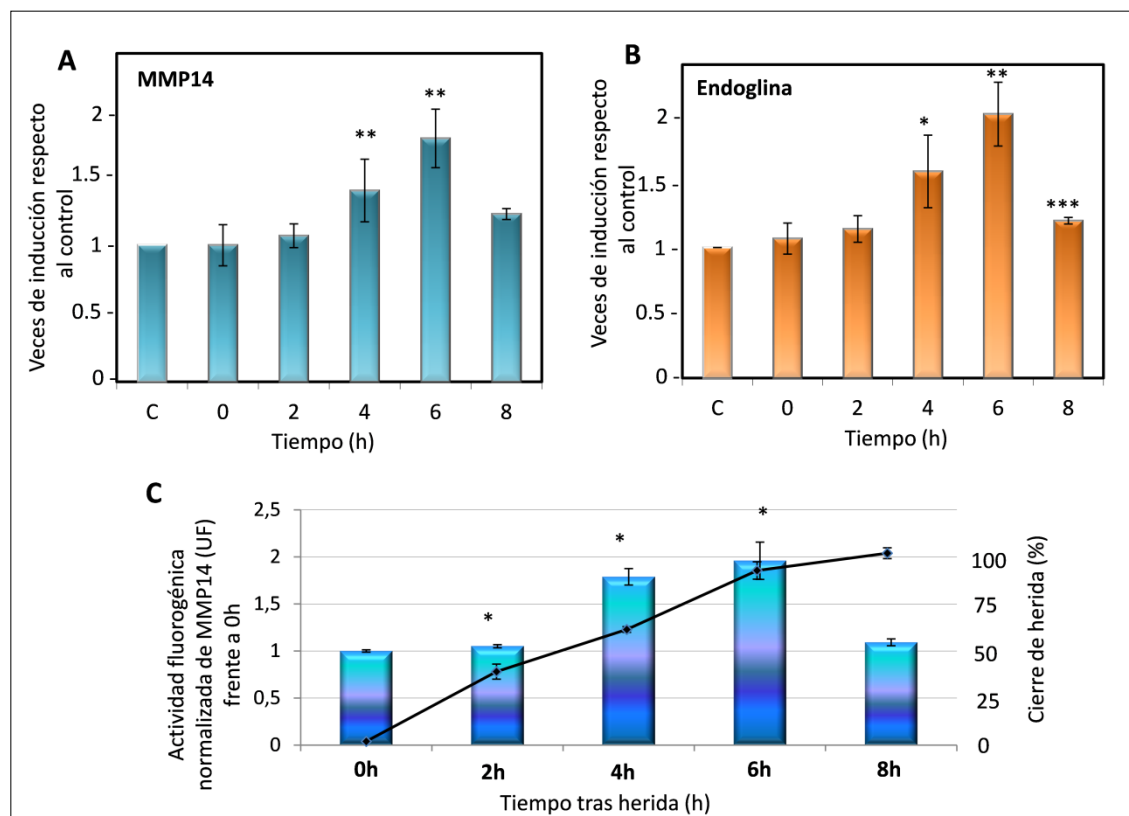 A
MMP14
Veces de inducción respecto
al control
2
1.5
1
0.5
0
**
**
C 0 2 4 6 8
Tiempo (h)
B
Endoglina
Veces de inducción respecto
al control
2
1.5
1
0.5
0
*
**
***
C 0 2 4 6 8
Tiempo (h)
C
Actividad fluorogénica
normalizada de MMP14 (UF)
frente a 0h
2,5
2
1,5
1
0,5
0
*
*
*
100
75
50
25
0
Cierre de herida (%)
0h 2h 4h 6h 8h
Tiempo tras herida (h)